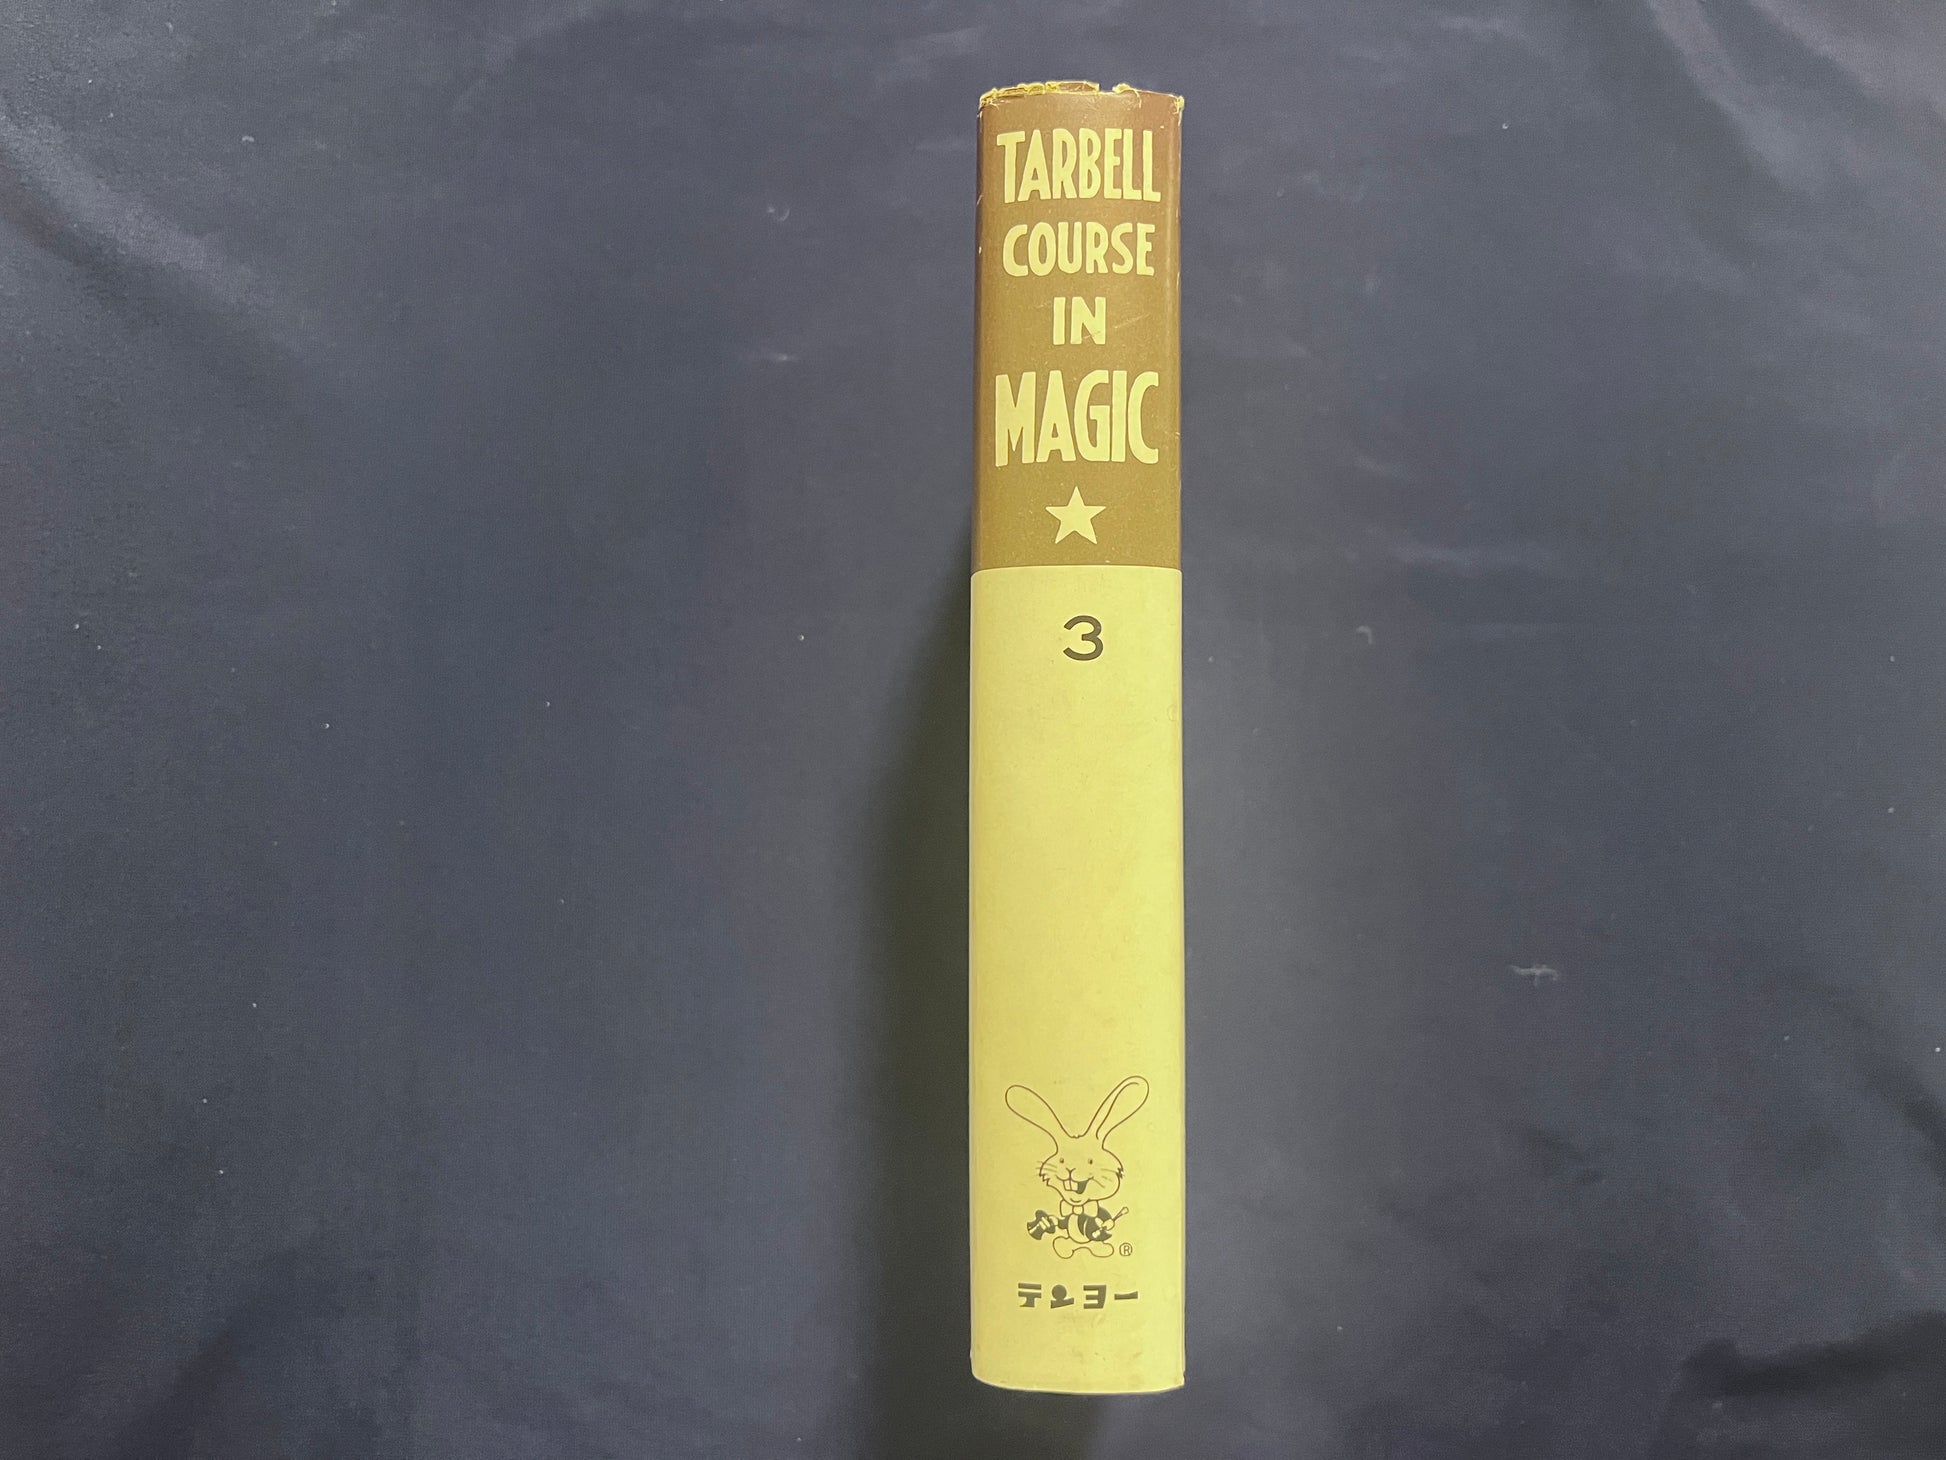 TARBELL
COURSE
IN
MAGIC
3
®
テンヨー